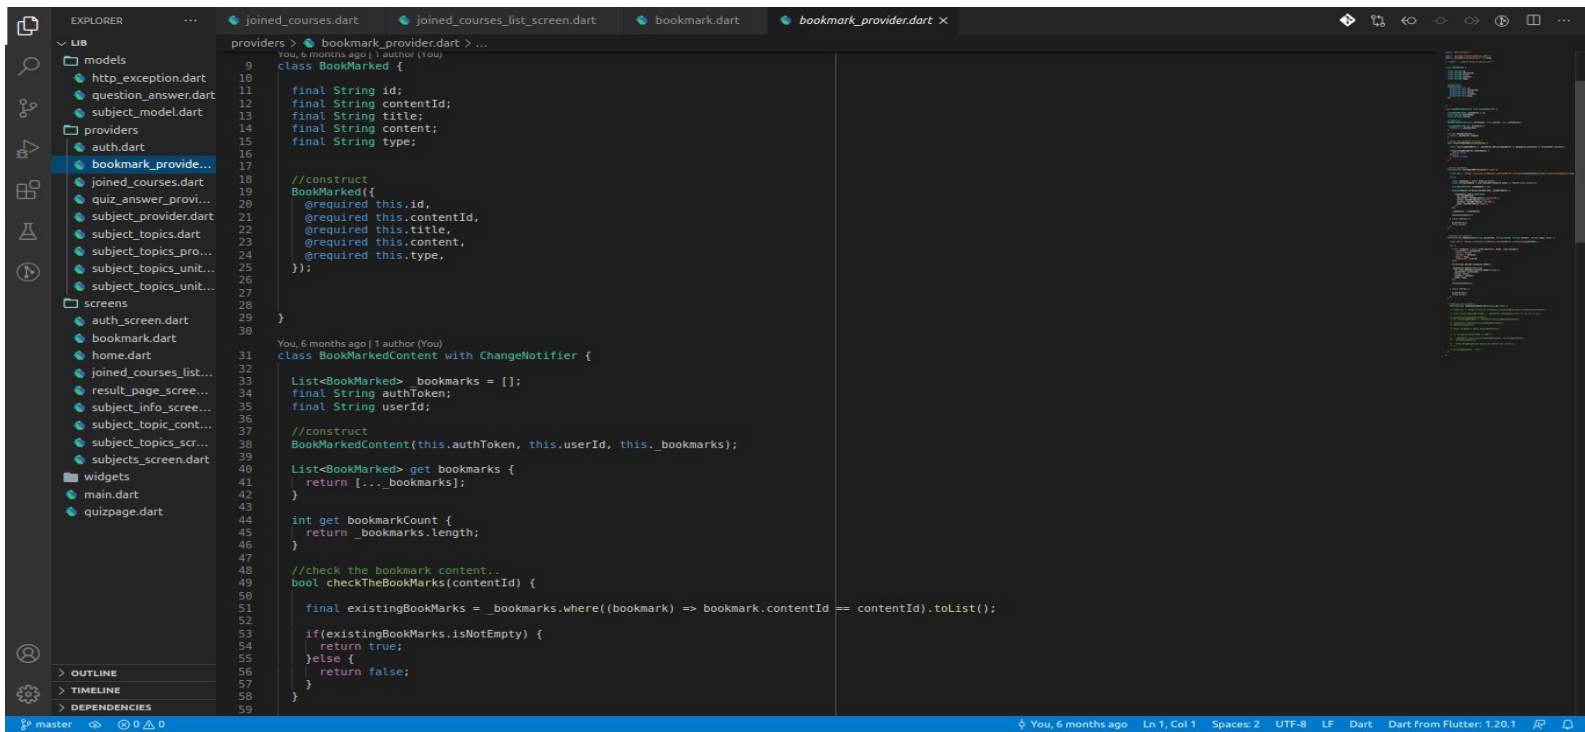 EXPLORER ...
LIB
models
http_exception.dart
question_answer.dart
subject_model.dart
providers
auth.dart
bookmark_provide...
joined_courses.dart
quiz_answer_provi...
subject_provider.dart
subject_topics.dart
subject_topics_pro...
subject_topics_unit...
subject_topics_unit...
screens
auth_screen.dart
bookmark.dart
home.dart
joined_courses_list...
result_page_scree...
subject_info_scree...
subject_topic_cont...
subject_topics_scr...
subjects_screen.dart
widgets
main.dart
quizpage.dart
> OUTLINE
> TIMELINE
> DEPENDENCIES
joined_courses.dart joined_courses_list_screen.dart bookmark.dart bookmark_provider.dart ×
providers > bookmark_provider.dart > ...
You, 6 months ago | 1 author (You)
9 class BookMarked {
10
11 final String id;
12 final String contentId;
13 final String title;
14 final String content;
15 final String type;
16
17
18 //construct
19 BookMarked({
20 @required this.id,
21 @required this.contentId,
22 @required this.title,
23 @required this.content,
24 @required this.type,
25 });
26
27
28
29 }
30
You, 6 months ago | 1 author (You)
31 class BookMarkedContent with ChangeNotifier {
32
33 List<BookMarked> _bookmarks = [];
34 final String authToken;
35 final String userId;
36
37 //construct
38 BookMarkedContent(this.authToken, this.userId, this._bookmarks);
39
40 List<BookMarked> get bookmarks {
41 return [..._bookmarks];
42 }
43
44 int get bookmarkCount {
45 return _bookmarks.length;
46 }
47
48 //check the bookmark content..
49 bool checkTheBookMarks(contentId) {
50
51 final existingBookMarks = _bookmarks.where((bookmark) => bookmark.contentId == contentId).toList();
52
53 if(existingBookMarks.isNotEmpty) {
54 return true;
55 }else {
56 return false;
57 }
58 }
59
master 0 0 You, 6 months ago Ln 1, Col 1 Spaces: 2 UTF-8 LF Dart Dart from Flutter: 1.20.1